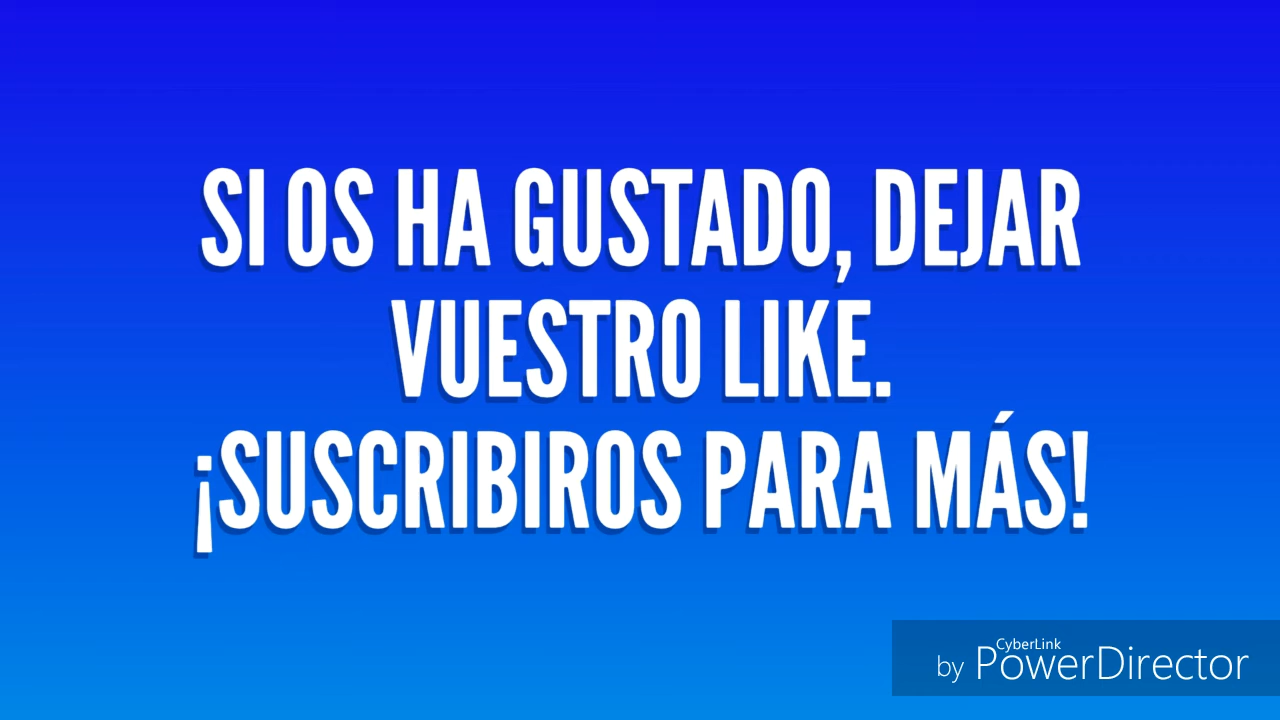 SI OS HA GUSTADO, DEJAR
VUESTRO LIKE.
¡SUSCRIBIROS PARA MÁS!
CyberLink
by PowerDirector